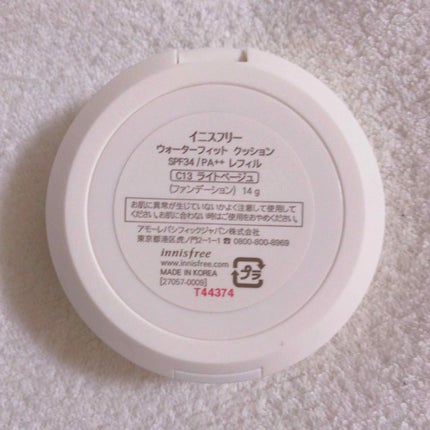 イニスフリー
ウォーターフィット クッション
SPF34/PA++ レフィル
C13 ライトベージュ
(ファンデーション) 14g
お肌に異常が生じていないかよく注意して使用して
ください。お肌に合わない時はご使用をおやめください。
アモーレパシフィックジャパン株式会社
東京都港区虎ノ門2-1-1 ☎0800-800-8969
innisfree
www.innisfree.com
MADE IN KOREA
[27057-0009]
プラ
T44374